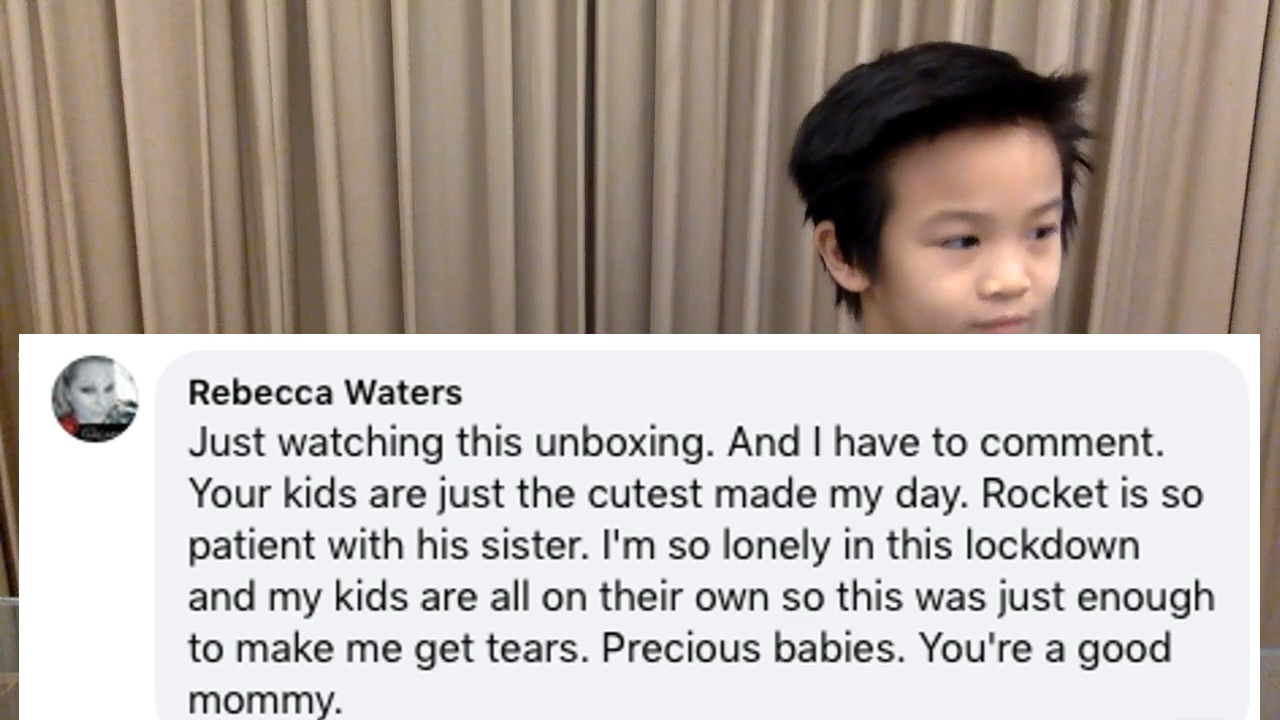 Rebecca Waters
Just watching this unboxing. And I have to comment.
Your kids are just the cutest made my day. Rocket is so
patient with his sister. I'm so lonely in this lockdown
and my kids are all on their own so this was just enough
to make me get tears. Precious babies. You're a good
mommy.